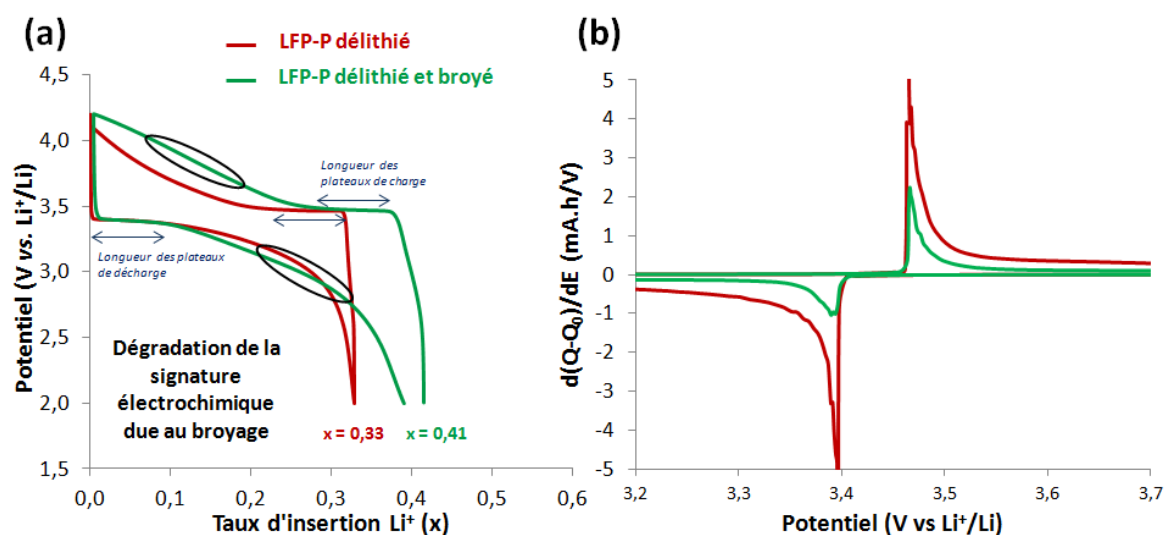 (a)
LFP-P délithié
LFP-P délithié et broyé
4,5
4,0
3,5
3,0
2,5
2,0
1,5
Potentiel (V vs. Li⁺/Li)
Longueur des
plateaux de charge
Longueur des plateaux
de décharge
Dégradation de la
signature
électrochimique
due au broyage
x = 0,33
x = 0,41
0,0
0,1
0,2
0,3
0,4
0,5
0,6
Taux d'insertion Li⁺ (x)
(b)
5
4
3
2
1
0
-1
-2
-3
-4
-5
d(Q-Q₀)/dE (mA.h/V)
3,2
3,3
3,4
3,5
3,6
3,7
Potentiel (V vs Li⁺/Li)